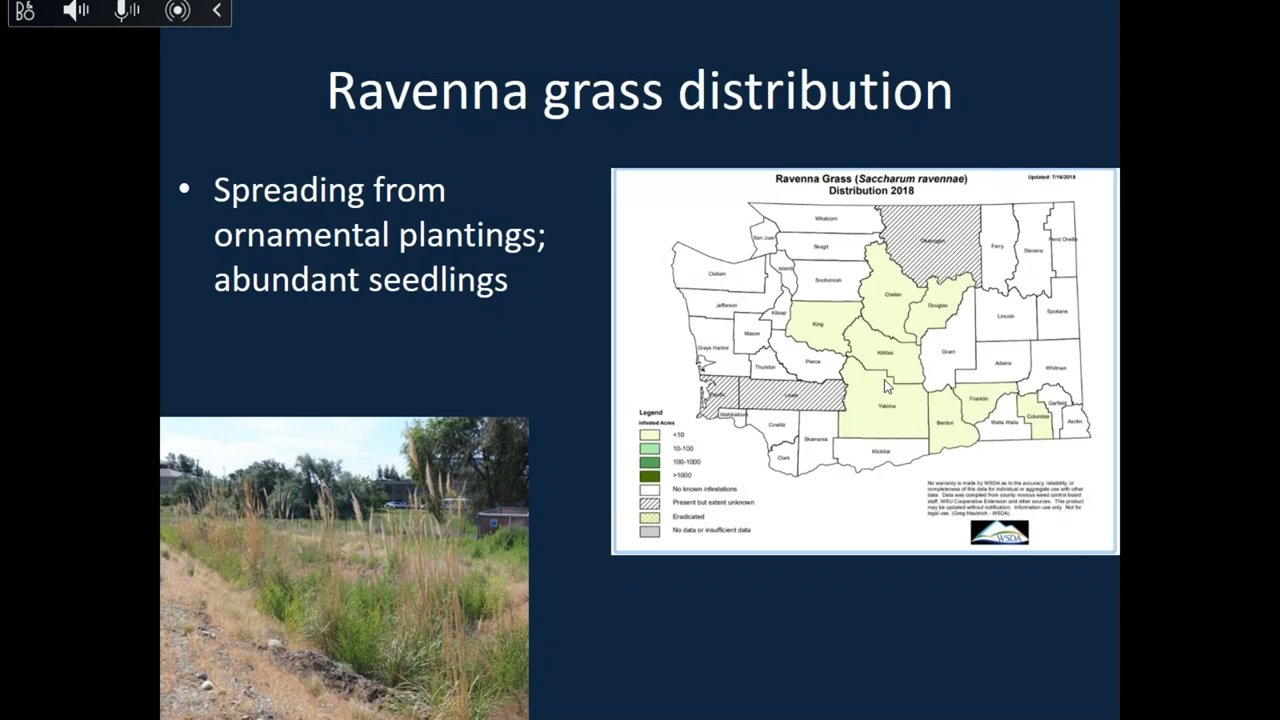 Ravenna grass distribution
• Spreading from
ornamental plantings;
abundant seedlings
Ravenna Grass (Saccharum ravennae)
Distribution 2018
Updated: 7/16/2018
Whatcom
San Juan
Skagit
Okanogan
Ferry
Stevens
Pend Oreille
Island
Clallam
Snohomish
Chelan
Douglas
Jefferson
Kitsap
King
Lincoln
Spokane
Mason
Grays Harbor
Kittitas
Grant
Pierce
Thurston
Adams
Whitman
Pacific
Lewis
Yakima
Franklin
Garfield
Wahkiakum
Cowlitz
Benton
Walla Walla
Columbia
Asotin
Skamania
Clark
Klickitat
Legend
Infested Acres
<10
10-100
100-1000
>1000
No known infestations
Present but extent unknown
Eradicated
No data or insufficient data
No warranty is made by WSDA as to the accuracy, reliability, or
completeness of this data for individual or aggregate use with other
data. Data was compiled from county noxious weed control board
staff, WSU Cooperative Extension and other sources. This product
may be updated without notification. Information use only. Not for
legal use. (Greg Haubrich - WSDA)
WSDA